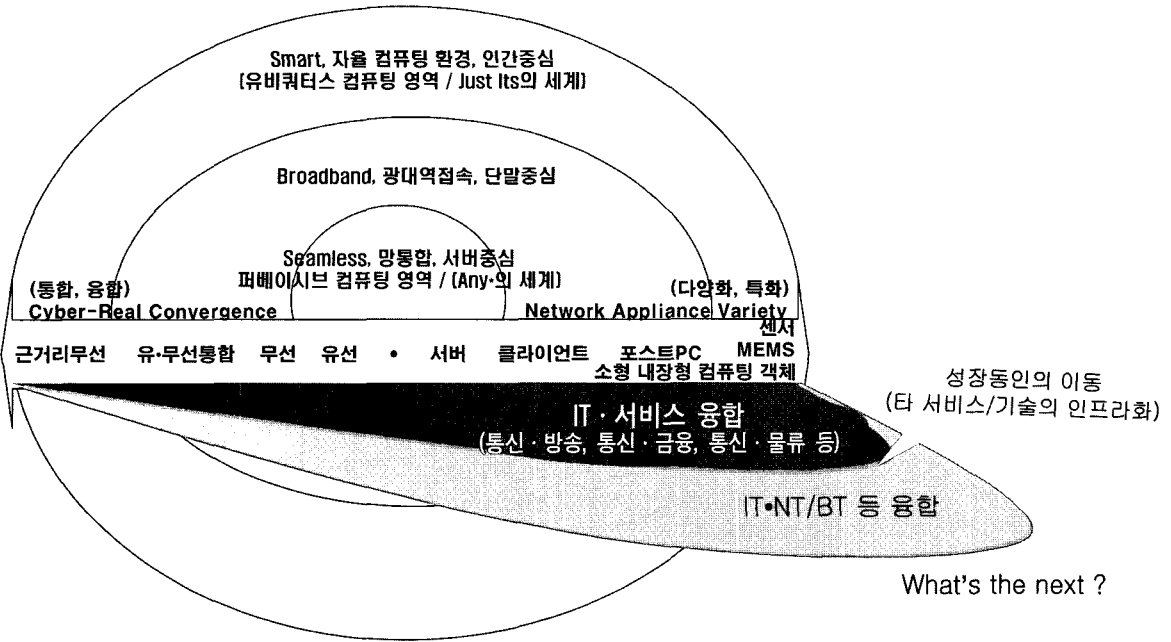 Smart, 자율 컴퓨팅 환경, 인간중심
(유비쿼터스 컴퓨팅 영역 / Just Its의 세계)
Broadband, 광대역접속, 단말중심
Seamless, 망통합, 서버중심
퍼베이시브 컴퓨팅 영역 / (Any*의 세계)
(통합, 융합)
(다양화, 특화)
Cyber-Real Convergence
Network Appliance Variety
센서
근거리무선 유·무선통합 무선 유선 • 서버 클라이언트 포스트PC MEMS
소형 내장형 컴퓨팅 객체
성장동인의 이동
(타 서비스/기술의 인프라화)
IT · 서비스 융합
(통신 · 방송, 통신 · 금융, 통신 · 물류 등)
IT•NT/BT 등 융합
What's the next ?